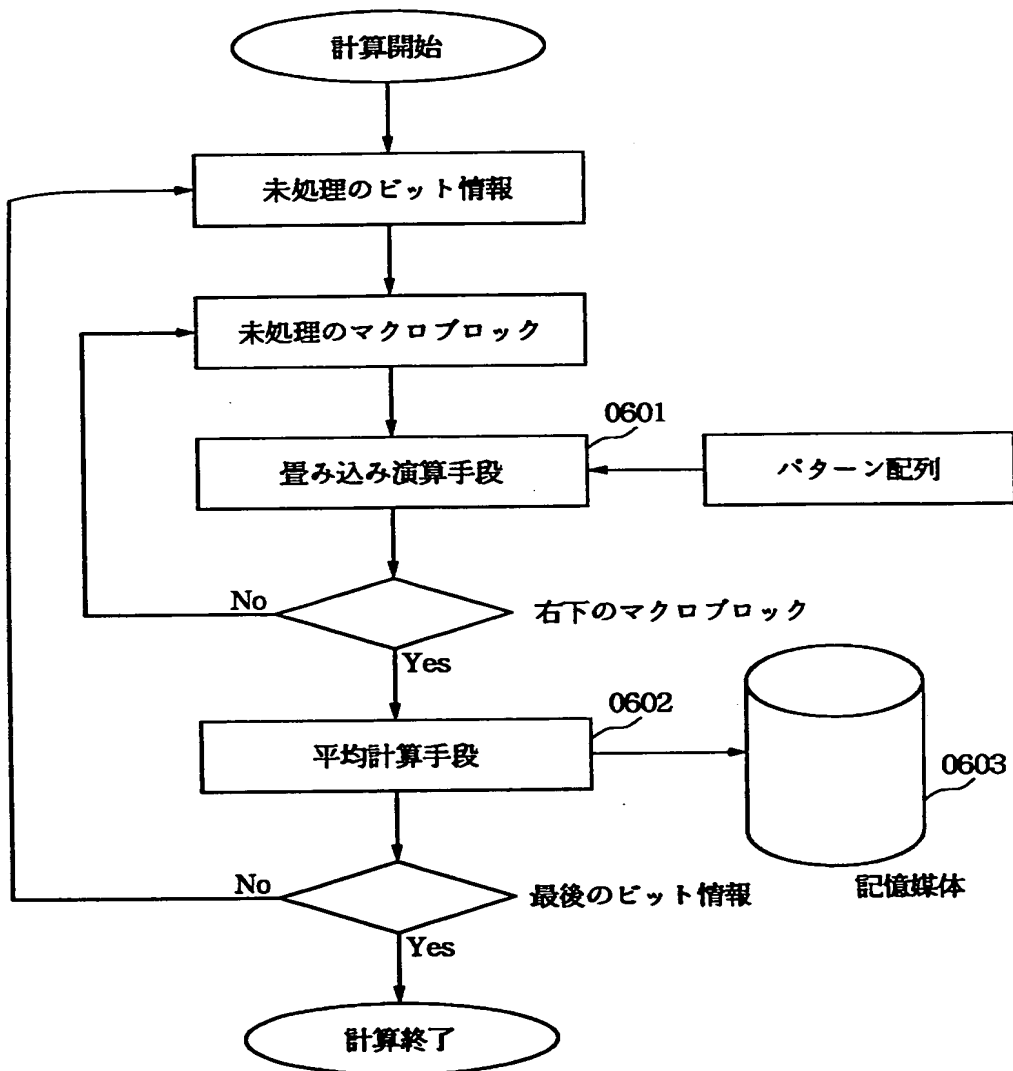 計算開始
未処理のビット情報
未処理のマクロブロック
0601
畳み込み演算手段
パターン配列
No
右下のマクロブロック
Yes
0602
平均計算手段
0603
記憶媒体
No
最後のビット情報
Yes
計算終了